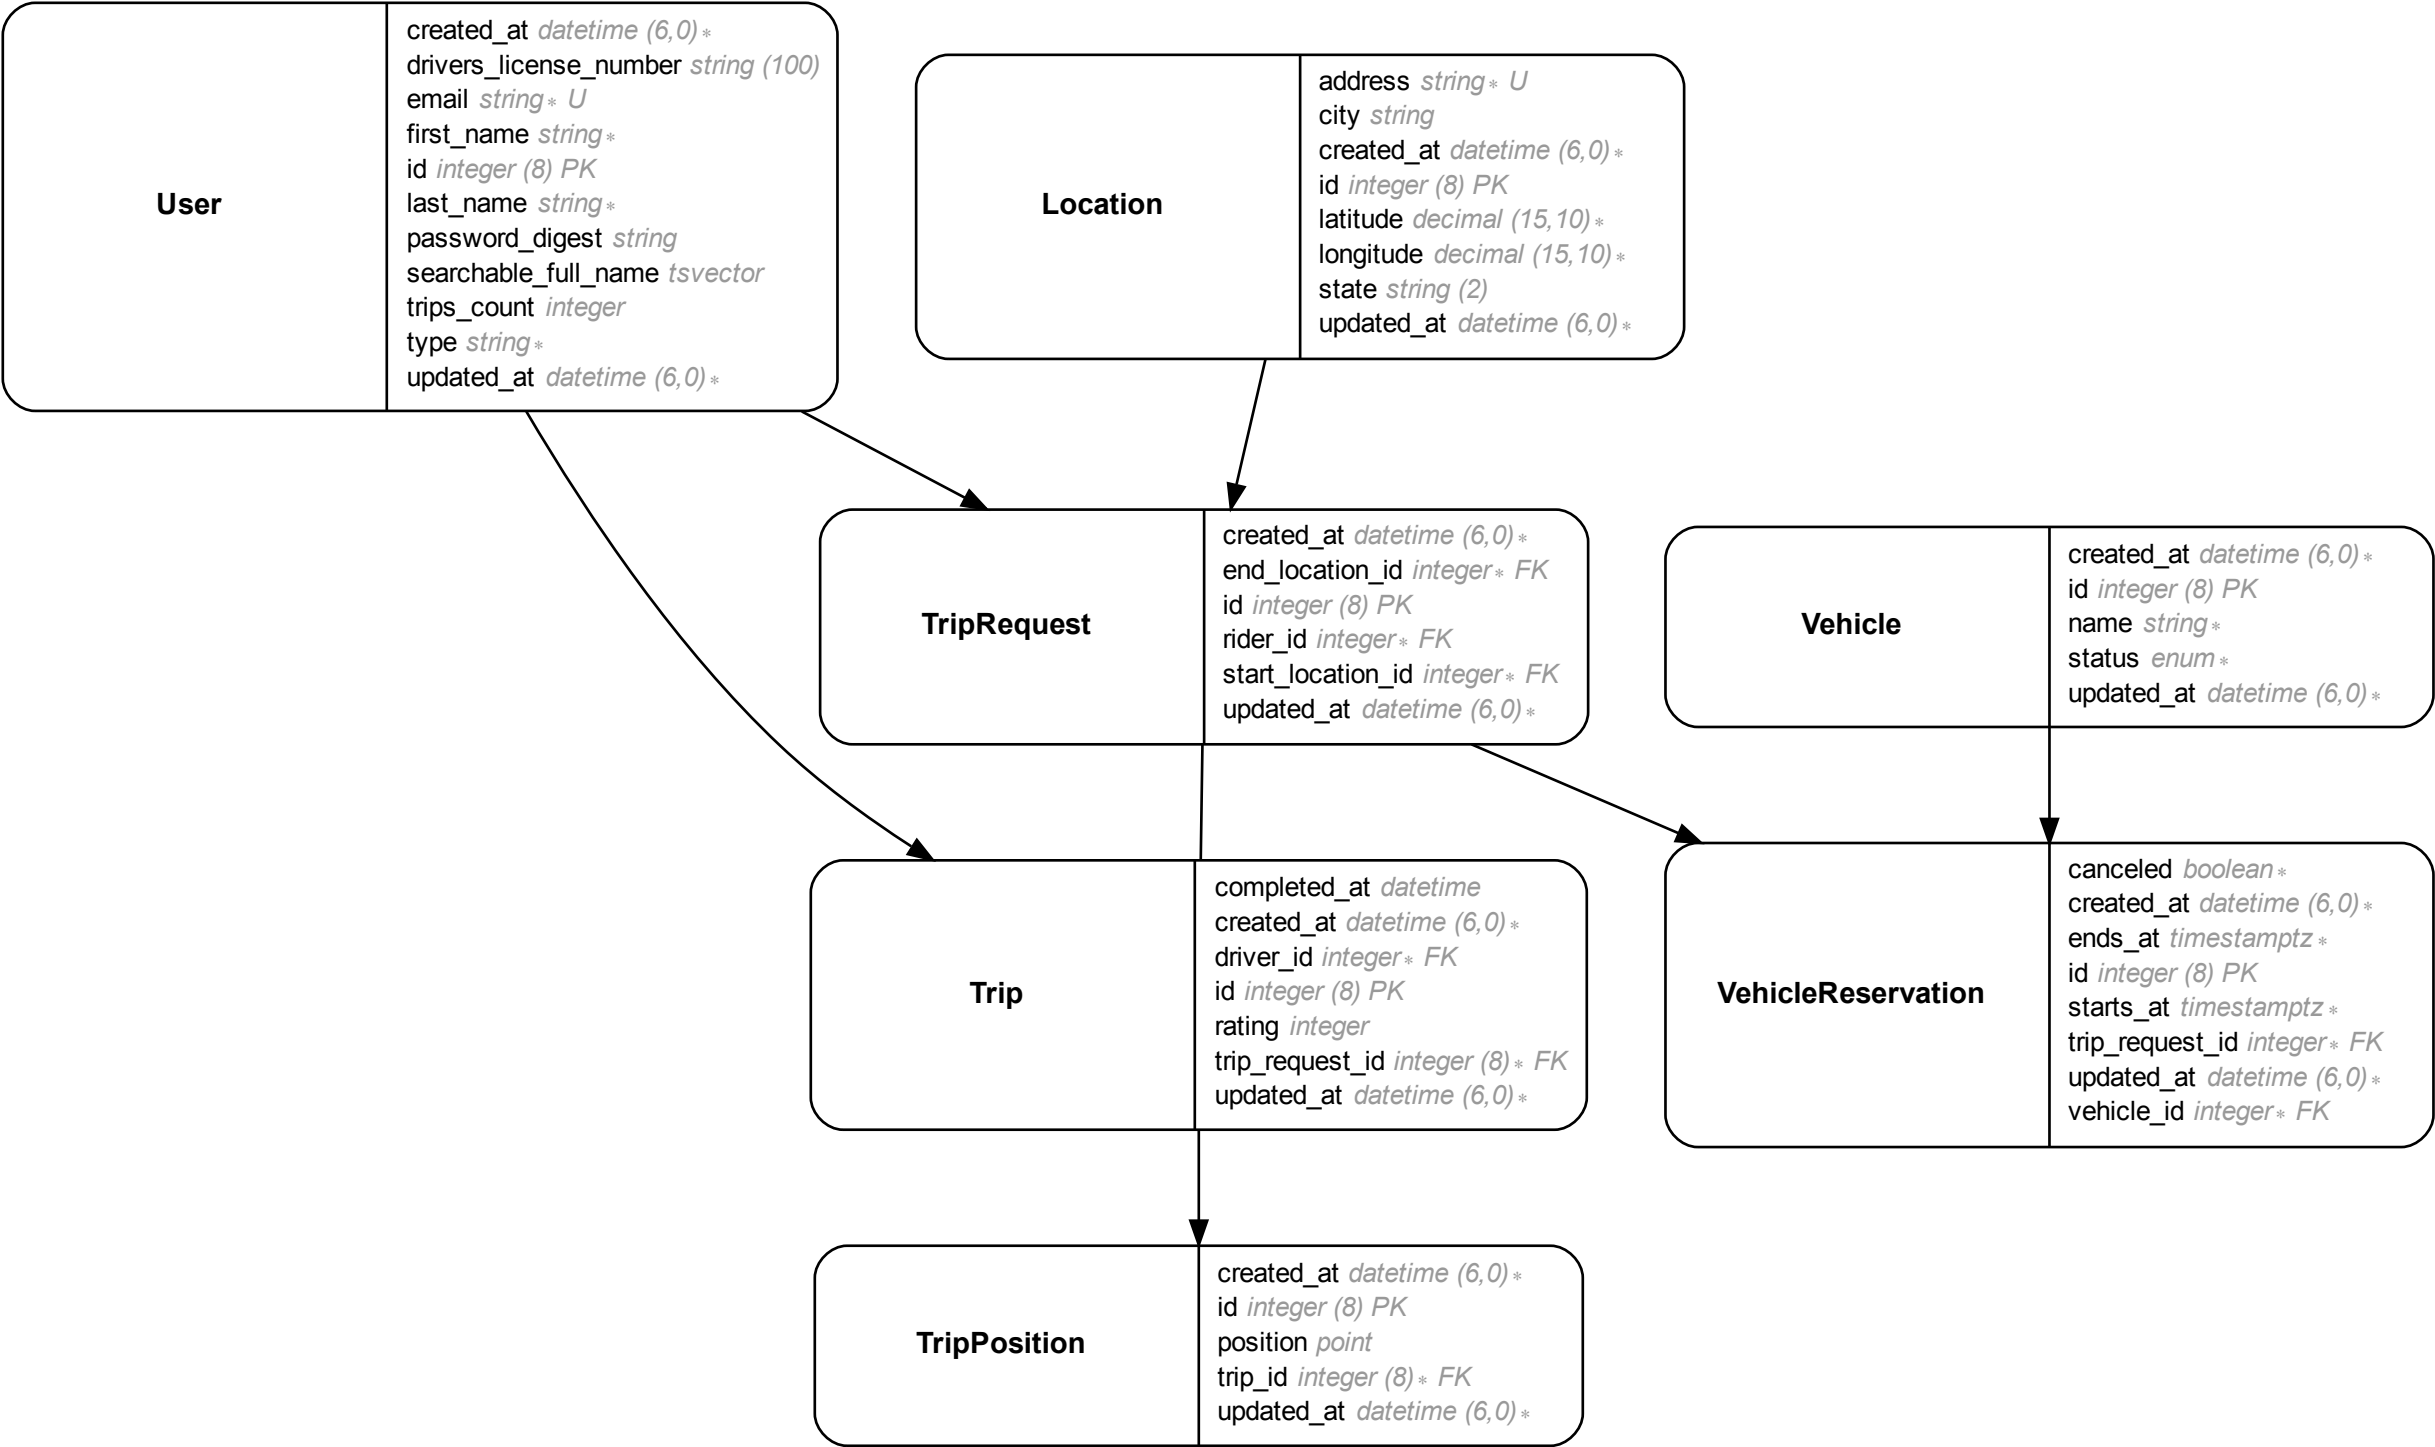 User
created_at datetime (6,0) *
drivers_license_number string (100)
email string * U
first_name string *
id integer (8) PK
last_name string *
password_digest string
searchable_full_name tsvector
trips_count integer
type string *
updated_at datetime (6,0) *
Location
address string * U
city string
created_at datetime (6,0) *
id integer (8) PK
latitude decimal (15,10) *
longitude decimal (15,10) *
state string (2)
updated_at datetime (6,0) *
TripRequest
created_at datetime (6,0) *
end_location_id integer * FK
id integer (8) PK
rider_id integer * FK
start_location_id integer * FK
updated_at datetime (6,0) *
Vehicle
created_at datetime (6,0) *
id integer (8) PK
name string *
status enum *
updated_at datetime (6,0) *
Trip
completed_at datetime
created_at datetime (6,0) *
driver_id integer * FK
id integer (8) PK
rating integer
trip_request_id integer (8) * FK
updated_at datetime (6,0) *
VehicleReservation
canceled boolean *
created_at datetime (6,0) *
ends_at timestamptz *
id integer (8) PK
starts_at timestamptz *
trip_request_id integer * FK
updated_at datetime (6,0) *
vehicle_id integer * FK
TripPosition
created_at datetime (6,0) *
id integer (8) PK
position point
trip_id integer (8) * FK
updated_at datetime (6,0) *